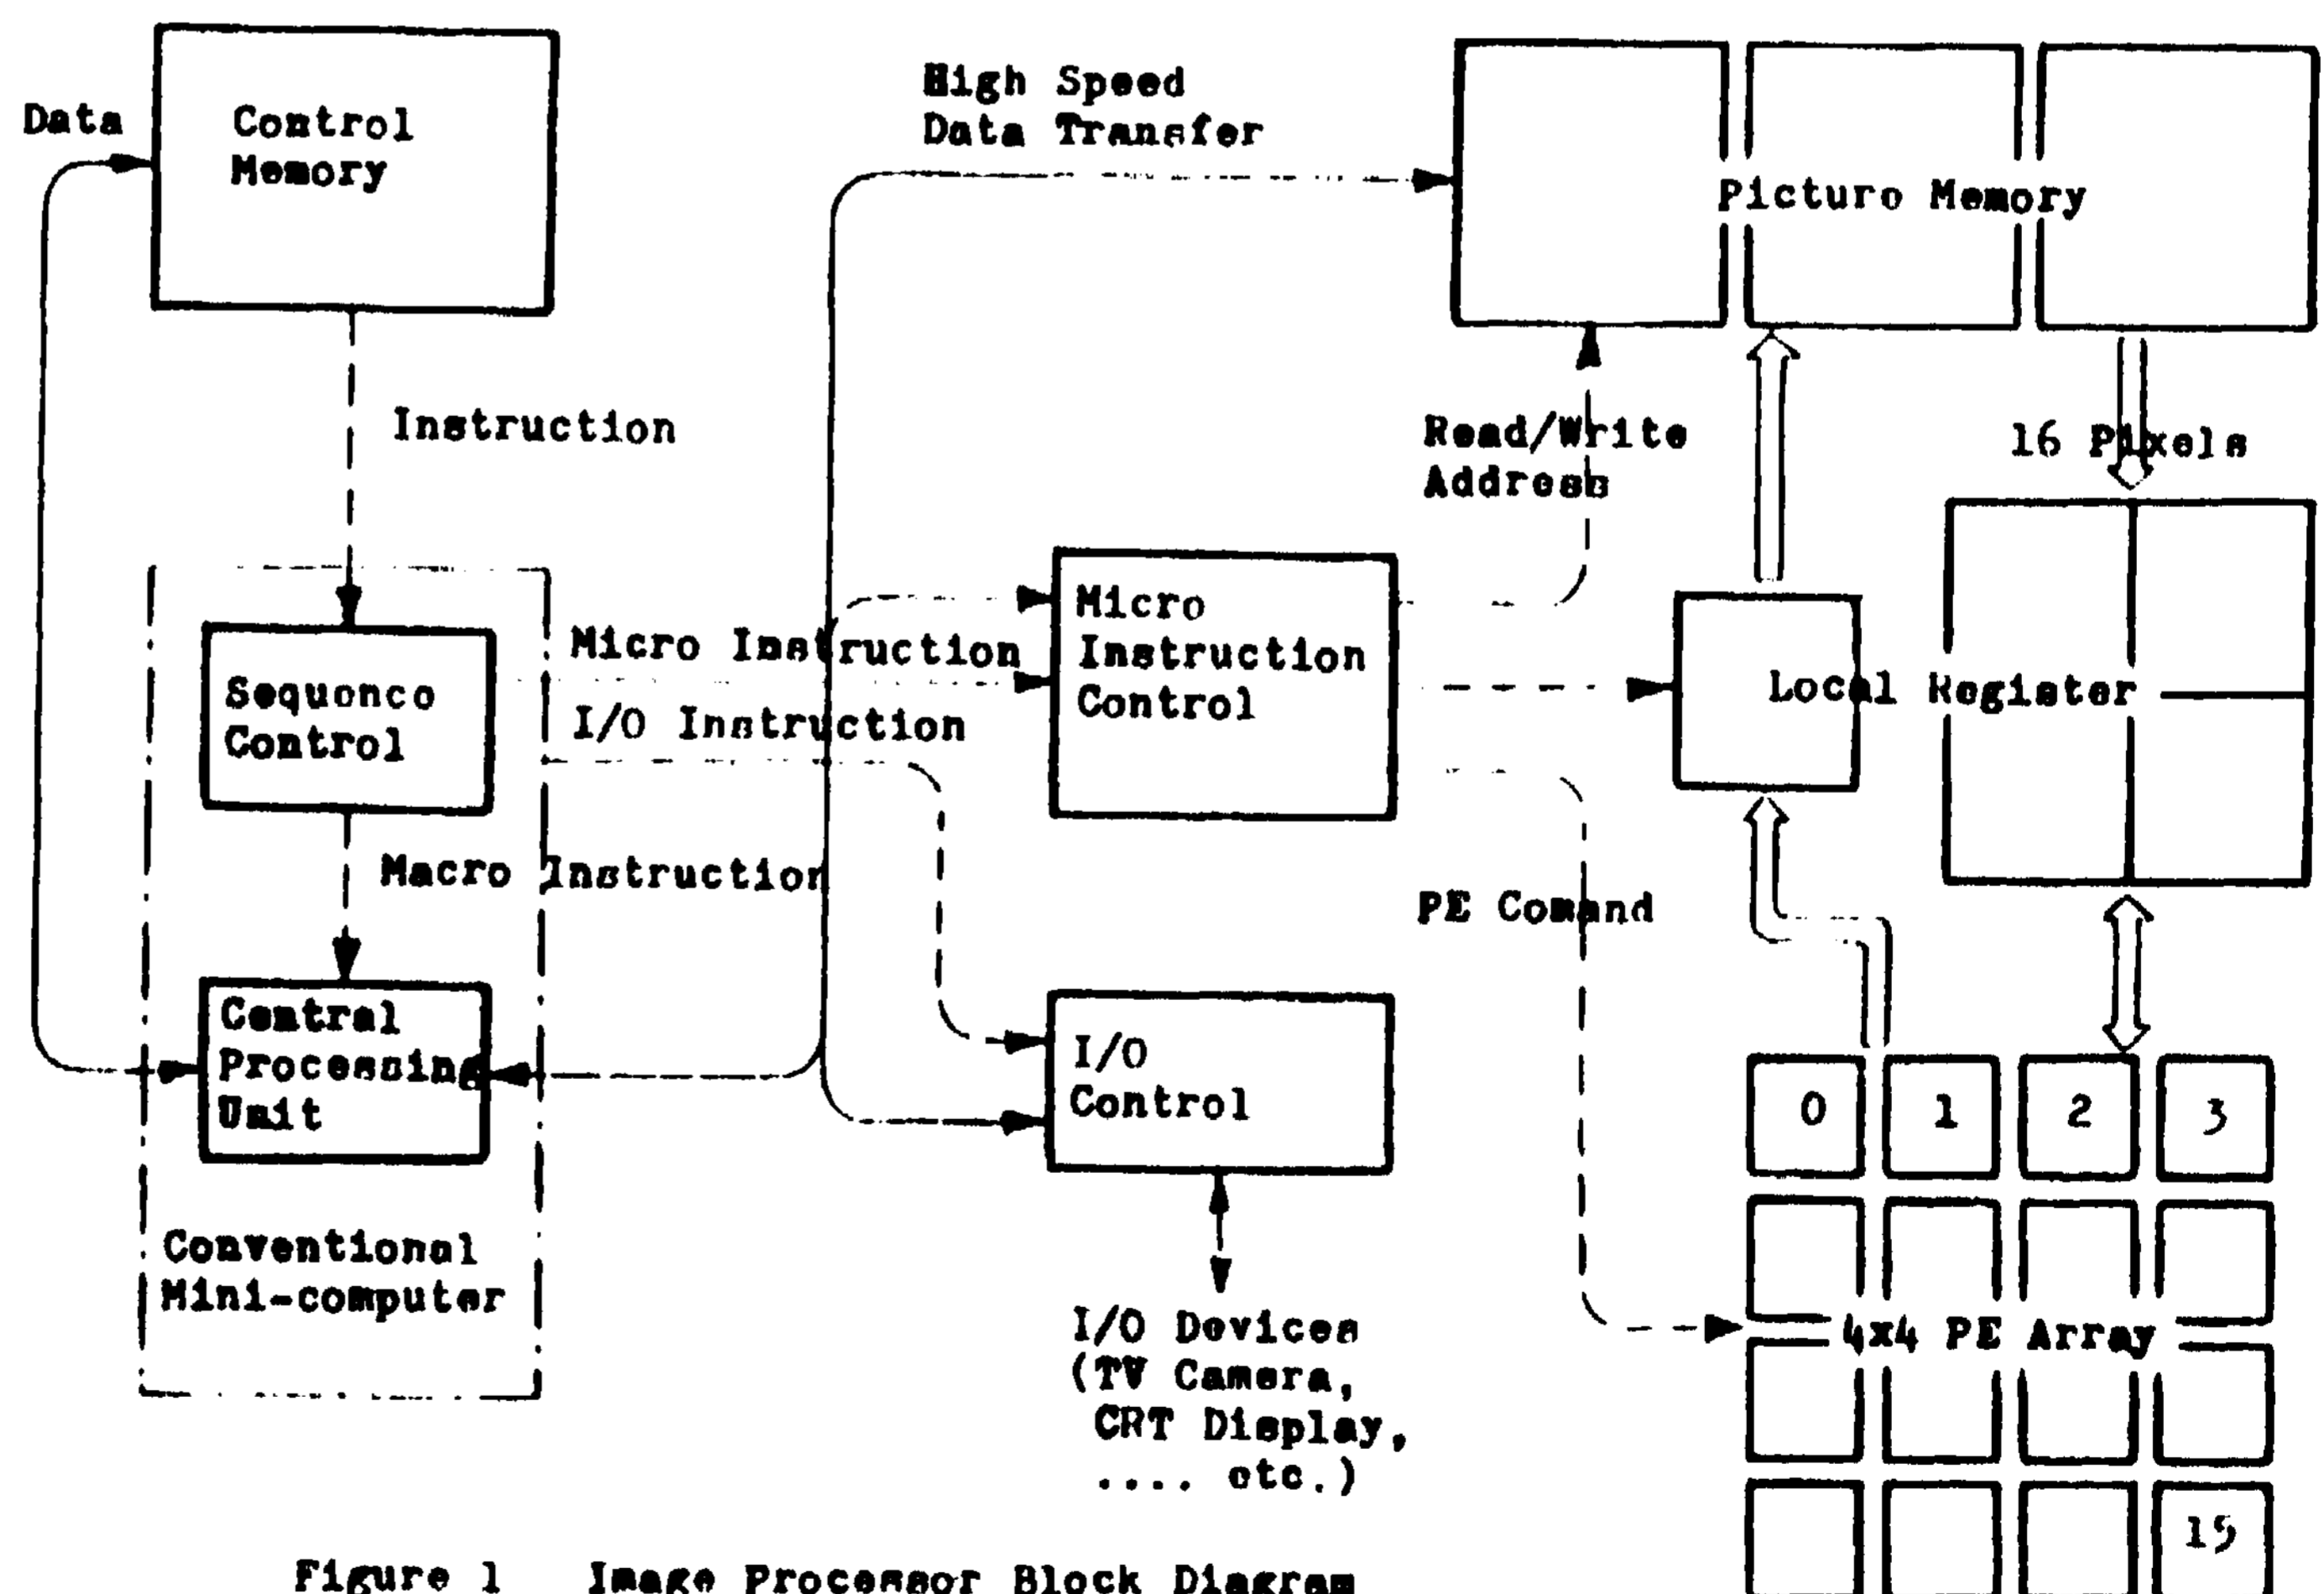 Data
Control
Memory
High Speed
Data Transfer
Picture Memory
Instruction
Read/Write
Address
16 Pixels
Micro Instruction
I/O Instruction
Micro
Instruction
Control
Sequence
Control
Local Register
Macro Instruction
PE Comand
Central
Processing
Unit
I/O
Control
0 1 2 3
Conventional
Mini-computer
4x4 PE Array
I/O Devices
(TV Camera,
CRT Display,
.... etc.)
15
Figure 1 Image Processor Block Diagram